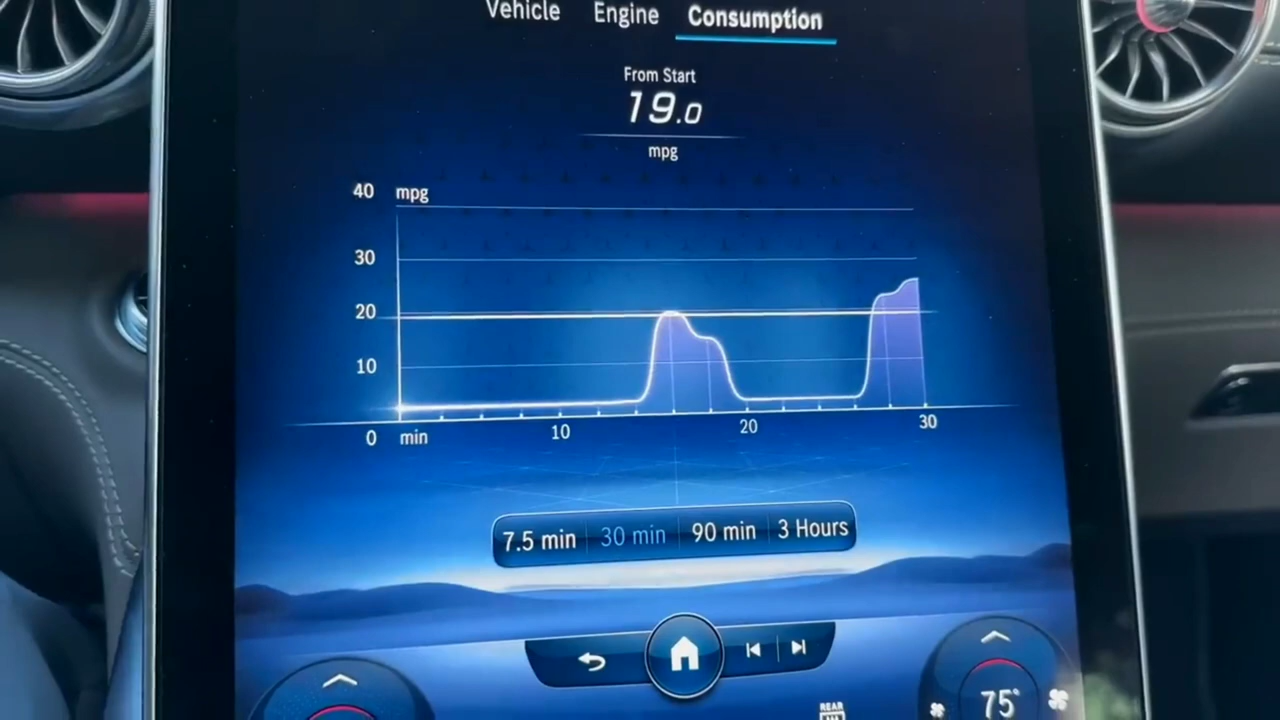 Vehicle Engine Consumption
From Start
19.0
mpg
40 mpg
30
20
10
0 min 10 20 30
7.5 min 30 min 90 min 3 Hours
75°
REAR